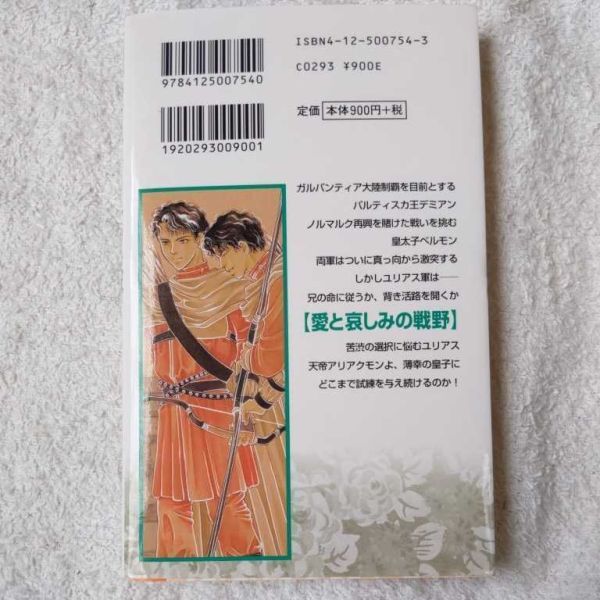 ISBN4-12-500754-3
9784125007540
C0293 ¥900E
1920293009001
定価 本体900円+税
ガルバンティア大陸制覇を目前とする
バルティスカ王デミアン
ノルマルク再興を賭けた戦いを挑む
皇太子ベルモン
両軍はついに真っ向から激突する
しかしユリアス軍は――
兄の命に従うか、背き活路を開くか
【愛と哀しみの戦野】
苦渋の選択に悩むユリアス
天帝アリアクモンよ、薄幸の皇子に
どこまで試練を与え続けるのか！